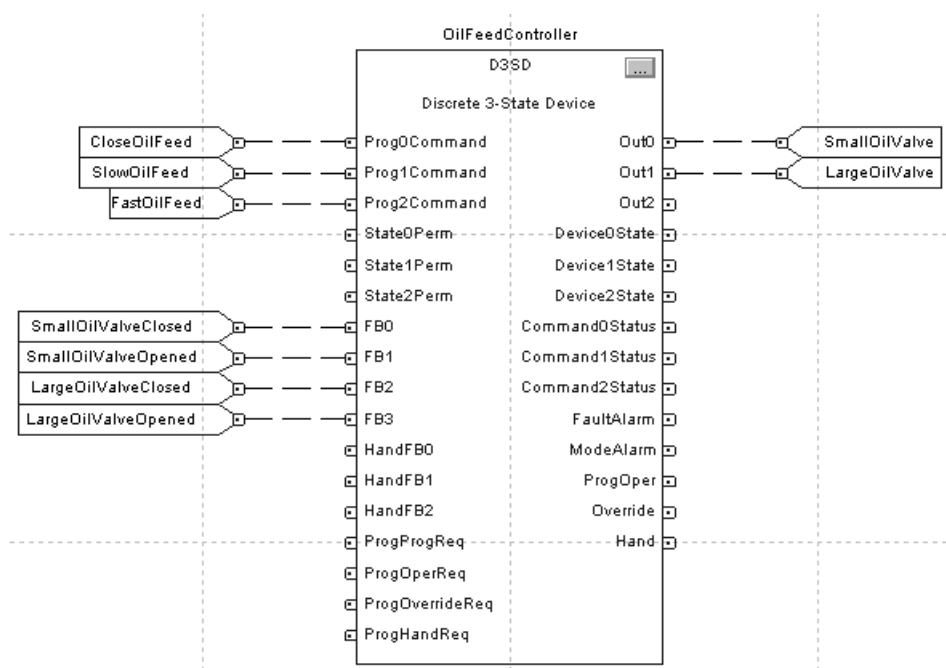 OilFeedController
D3SD
...
Discrete 3-State Device
CloseOilFeed Prog0Command Out0 SmallOilValve
SlowOilFeed Prog1Command Out1 LargeOilValve
FastOilFeed Prog2Command Out2
State0Perm Device0State
State1Perm Device1State
State2Perm Device2State
SmallOilValveClosed FB0 Command0Status
SmallOilValveOpened FB1 Command1Status
LargeOilValveClosed FB2 Command2Status
LargeOilValveOpened FB3 FaultAlarm
HandFB0 ModeAlarm
HandFB1 ProgOper
HandFB2 Override
ProgProgReq Hand
ProgOperReq
ProgOverrideReq
ProgHandReq